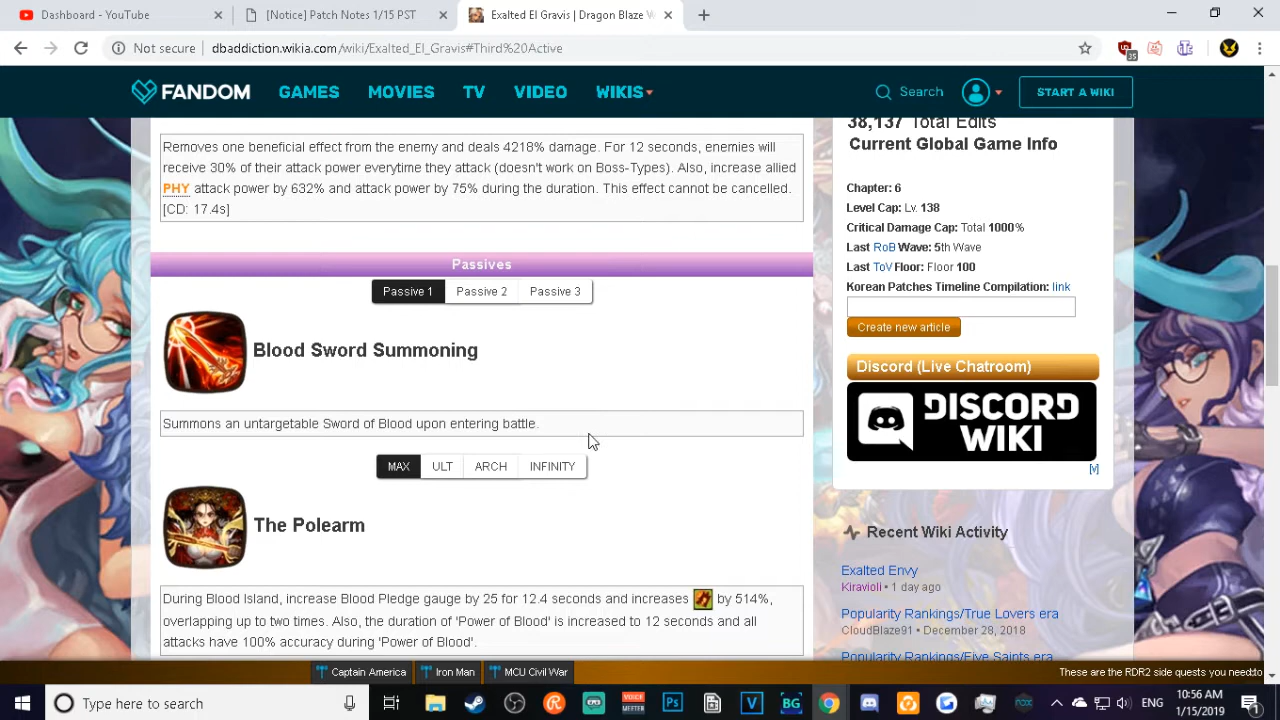 Dashboard - YouTube
[Notice] Patch Notes 1/15 PST
Exalted El Gravis | Dragon Blaze W
Not secure
dbaddiction.wikia.com/wiki/Exalted_El_Gravis#Third%20Active
FANDOM
GAMES
MOVIES
TV
VIDEO
WIKIS
Search
START A WIKI
Removes one beneficial effect from the enemy and deals 4218% damage. For 12 seconds, enemies will
receive 30% of their attack power everytime they attack (doesn't work on Boss-Types). Also, increase allied
PHY attack power by 632% and attack power by 75% during the duration. This effect cannot be cancelled.
[CD: 17.4s]
Passives
Passive 1
Passive 2
Passive 3
Blood Sword Summoning
Summons an untargetable Sword of Blood upon entering battle.
MAX
ULT
ARCH
INFINITY
The Polearm
During Blood Island, increase Blood Pledge gauge by 25 for 12.4 seconds and increases by 514%,
overlapping up to two times. Also, the duration of 'Power of Blood' is increased to 12 seconds and all
attacks have 100% accuracy during 'Power of Blood'.
38,137 Total Edits
Current Global Game Info
Chapter: 6
Level Cap: Lv. 138
Critical Damage Cap: Total 1000%
Last RoB Wave: 5th Wave
Last ToV Floor: Floor 100
Korean Patches Timeline Compilation: link
Create new article
Discord (Live Chatroom)
DISCORD
WIKI
[v]
Recent Wiki Activity
Exalted Envy
Kiravioli • 1 day ago
Popularity Rankings/True Lovers era
CloudBlaze91 • December 28, 2018
Popularity Rankings/Five Saints era
Captain America
Iron Man
MCU Civil War
These are the RDR2 side quests you need to
Type here to search
VOICE
MEETER
Ps
V
BG
nox
ENG
10:56 AM
1/15/2019